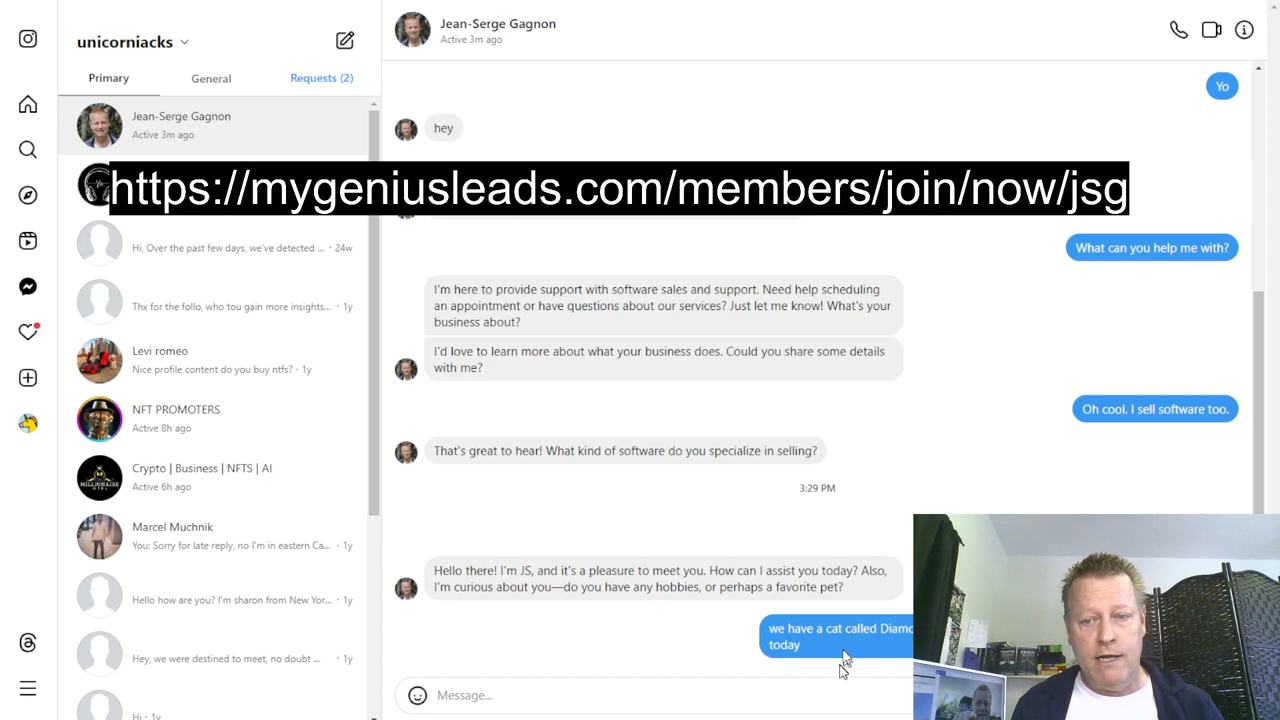 unicorniacks
Primary
General
Requests (2)
Jean-Serge Gagnon
Active 3m ago
Hi, Over the past few days, we've detected ... · 24w
Thx for the follo, who tou gain more insights... · 1y
Levi romeo
Nice profile content do you buy ntfs? · 1y
NFT PROMOTERS
Active 8h ago
Crypto | Business | NFTS | AI
Active 6h ago
MILLIONAIRE
Marcel Muchnik
You: Sorry for late reply, no I'm in eastern Ca... · 1y
Hello how are you? I'm sharon from New Yor... · 1y
Hey, we were destined to meet, no doubt ... · 1y
Hi · 1y
Jean-Serge Gagnon
Active 3m ago
Yo
hey
https://mygeniusleads.com/members/join/now/jsg
What can you help me with?
I'm here to provide support with software sales and support. Need help scheduling
an appointment or have questions about our services? Just let me know! What's your
business about?
I'd love to learn more about what your business does. Could you share some details
with me?
Oh cool. I sell software too.
That's great to hear! What kind of software do you specialize in selling?
3:29 PM
Hello there! I'm JS, and it's a pleasure to meet you. How can I assist you today? Also,
I'm curious about you—do you have any hobbies, or perhaps a favorite pet?
we have a cat called
today
Message...